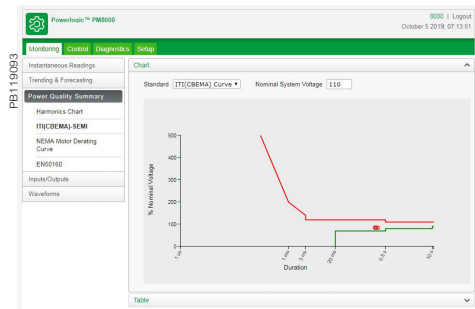 PB119093
Powerlogic™ PM8000
8000 | Logout
October 5 2019, 07:13:51
Monitoring Control Diagnostics Setup
Instantaneous Readings
Trending & Forecasting
Power Quality Summary
Harmonics Chart
ITI(CBEMA)-SEMI
NEMA Motor Derating
Curve
EN50160
Inputs/Outputs
Waveforms
Chart
Standard ITI(CBEMA) Curve Nominal System Voltage 110
% Nominal Voltage
500
400
300
200
100
0
1 ms
3 ms
20 ms
0.5 s
10 s
Duration
Table